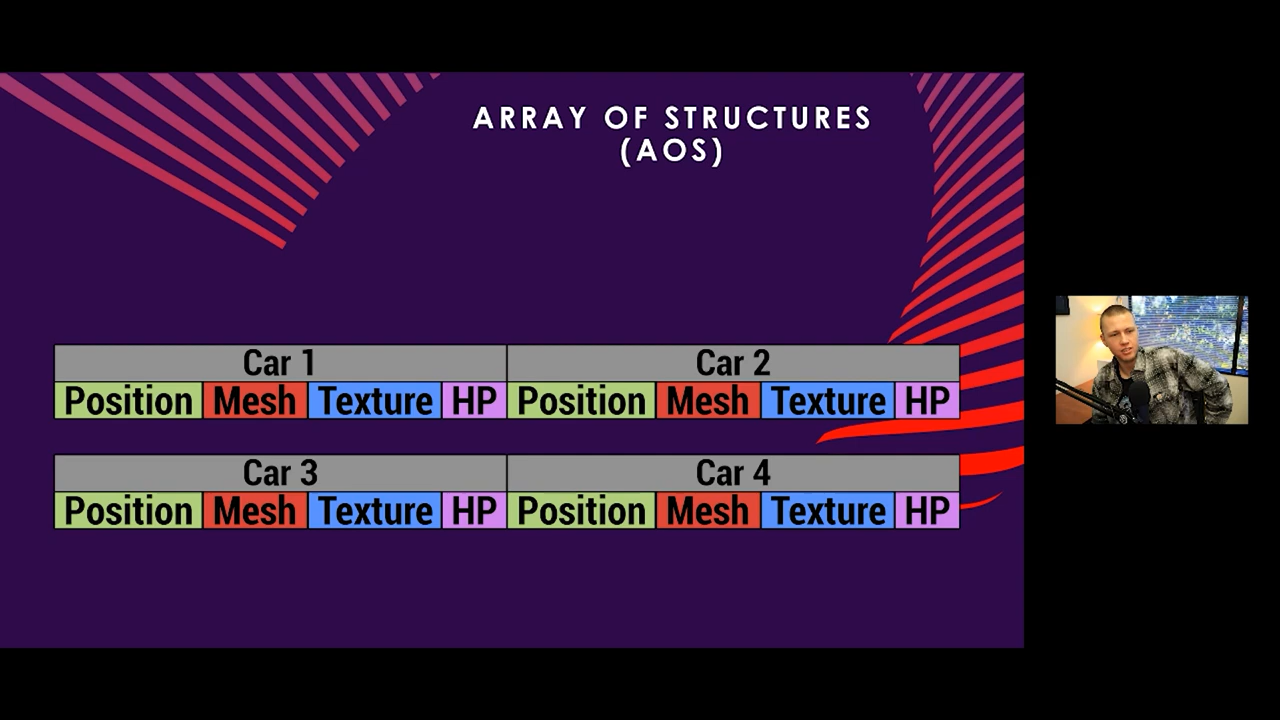 ARRAY OF STRUCTURES
(AOS)
Car 1 Car 2
Position Mesh Texture HP Position Mesh Texture HP
Car 3 Car 4
Position Mesh Texture HP Position Mesh Texture HP